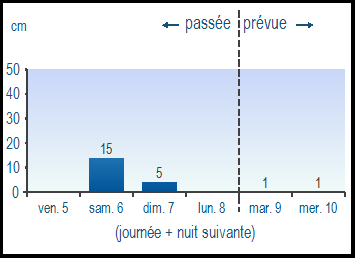 ← passée prévue →
cm
50
40
30
20
10
0
15
5
1
1
ven. 5 sam. 6 dim. 7 lun. 8 mar. 9 mer. 10
(journée + nuit suivante)